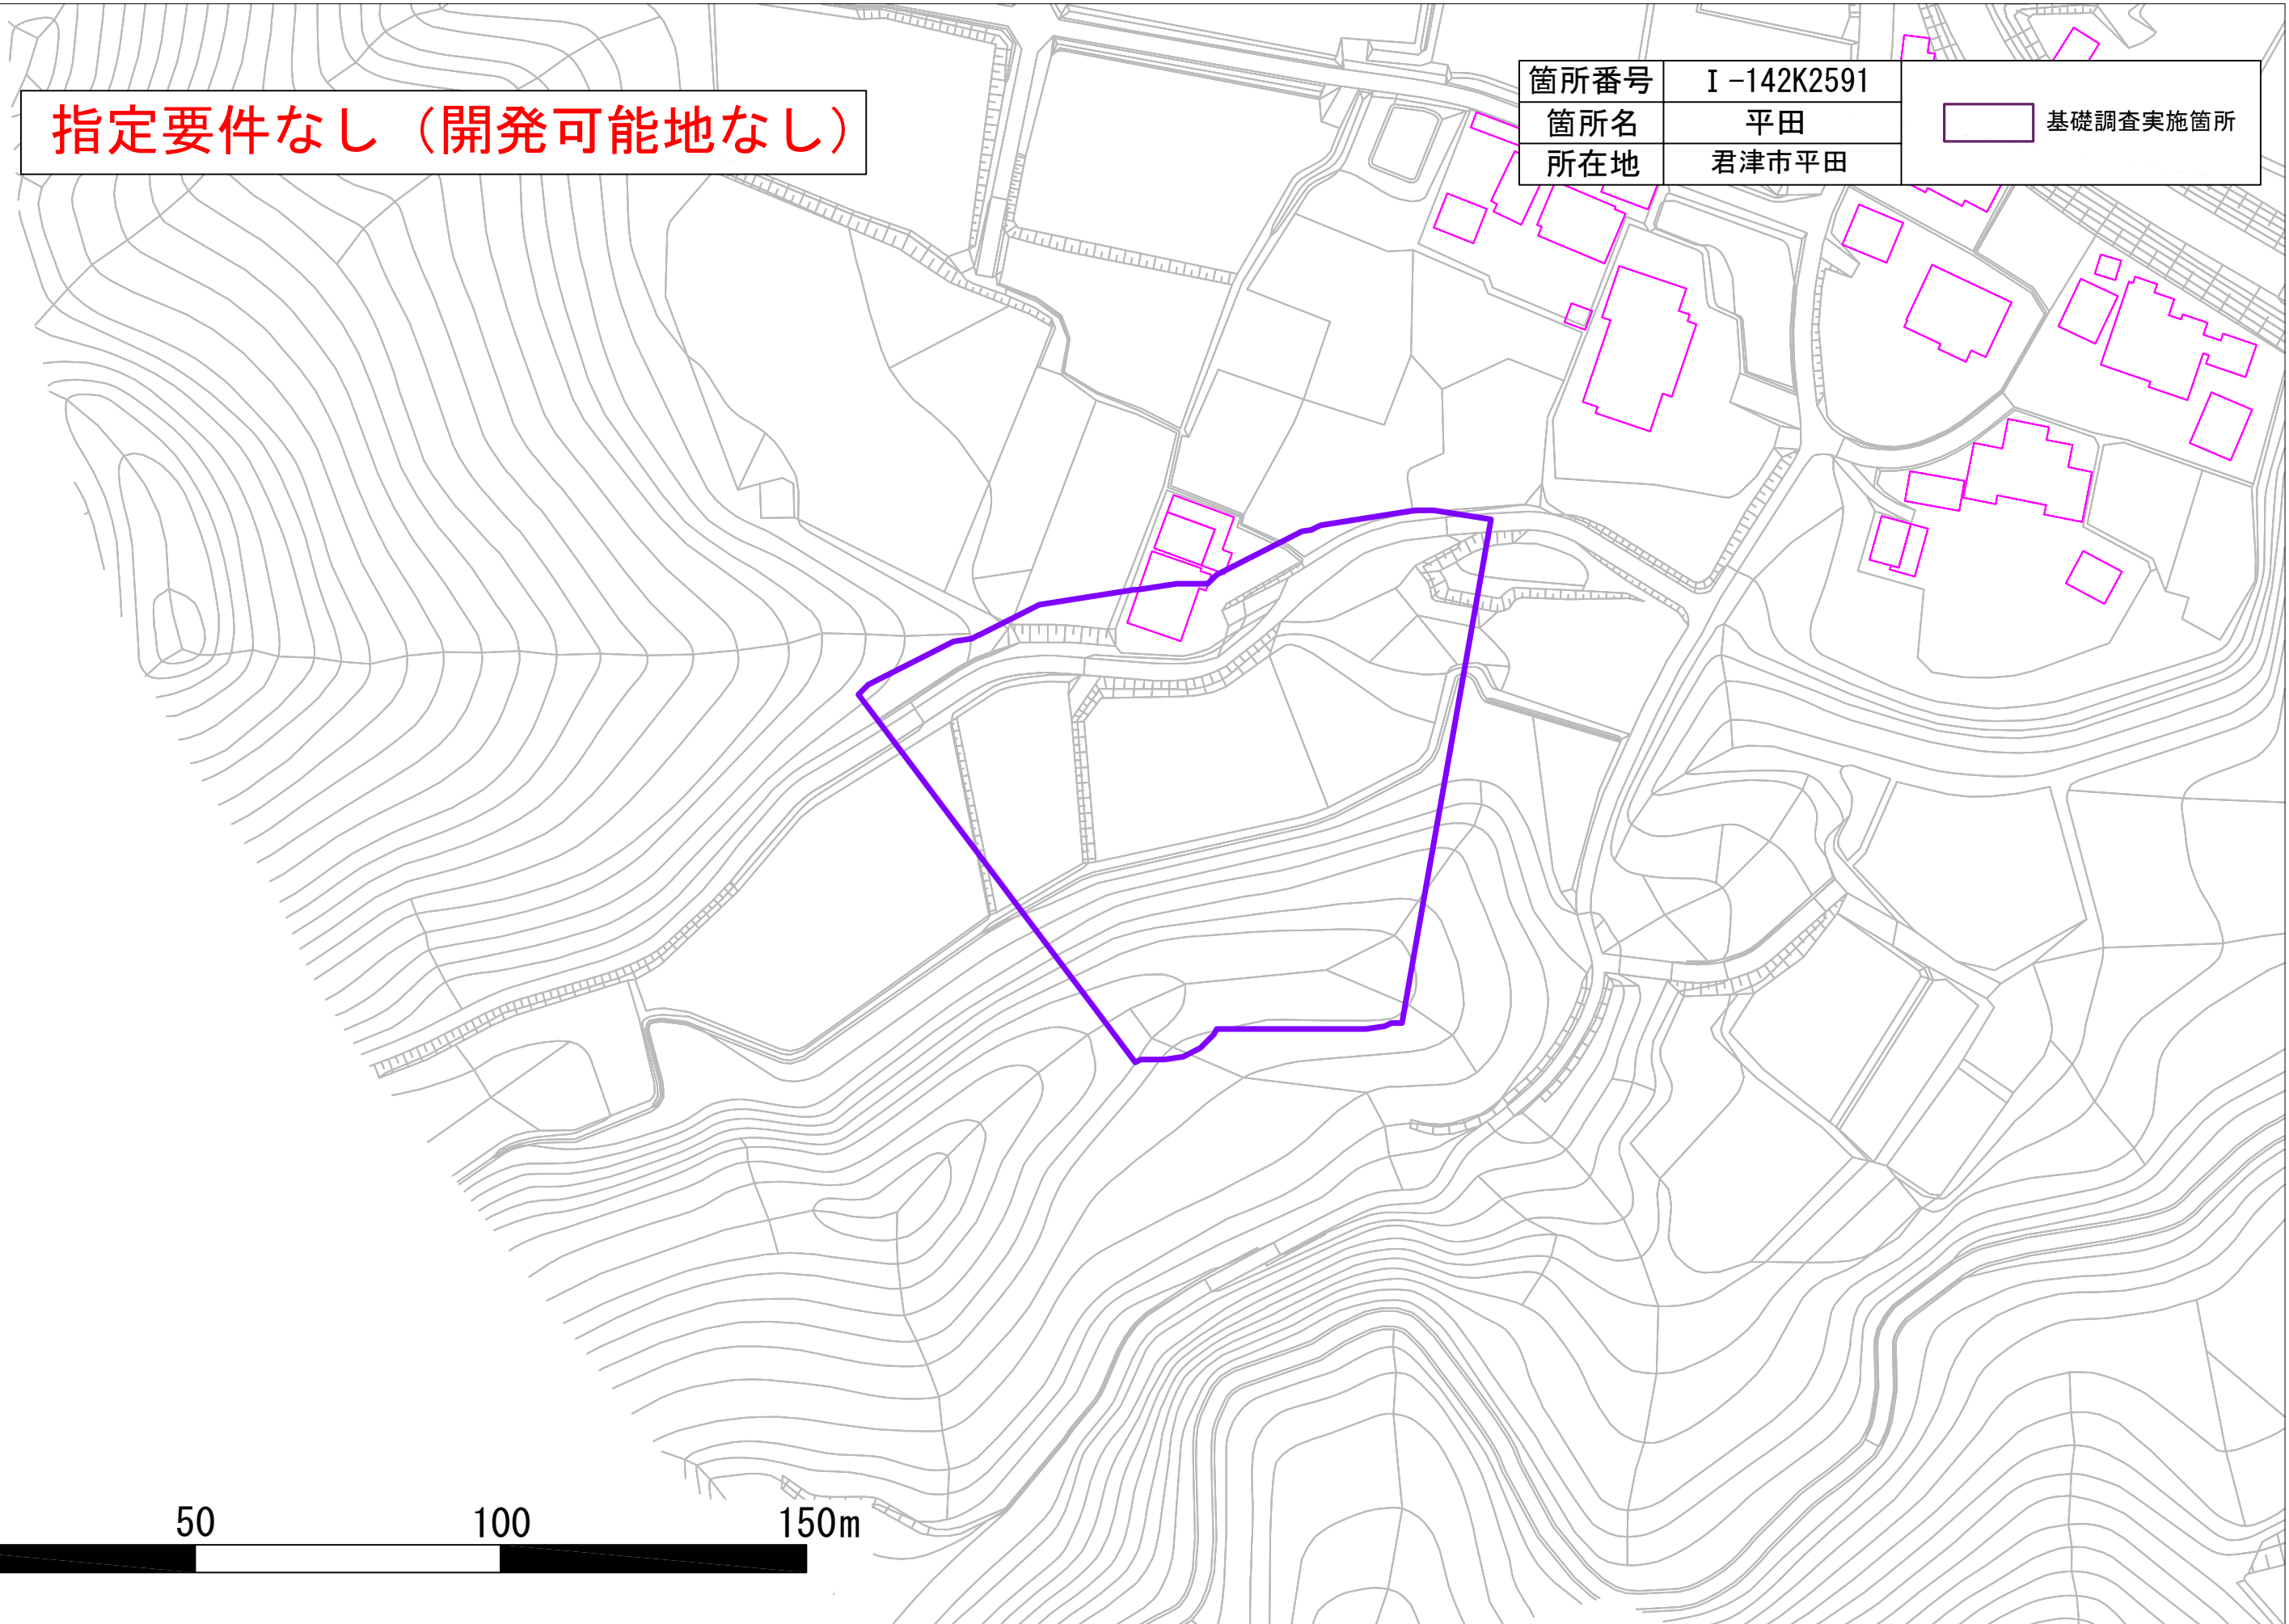 指定要件なし（開発可能地なし）
箇所番号 Ⅰ-142K2591
箇所名 平田
所在地 君津市平田
基礎調査実施箇所
50 100 150m